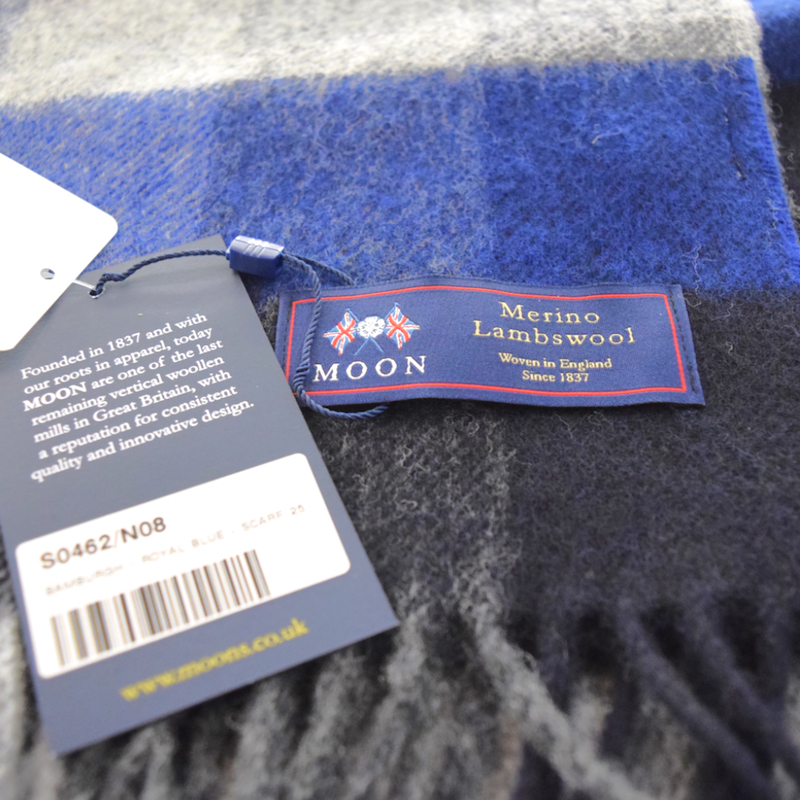 Founded in 1837 and with
our roots in apparel, today
MOON are one of the last
remaining vertical woollen
mills in Great Britain, with
a reputation for consistent
quality and innovative design.
S0462/N08
BAMBURGH - ROYAL BLUE - SCARF 25
www.moons.co.uk
MOON
Merino
Lambswool
Woven in England
Since 1837